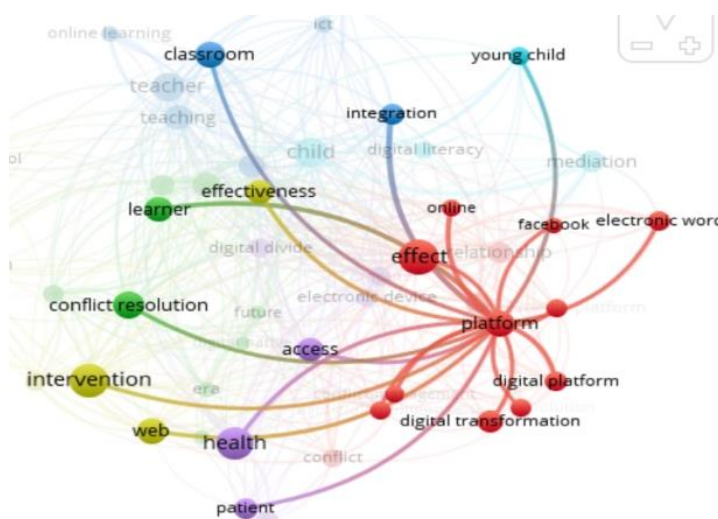 online learning
ict
classroom
young child
teacher
integration
teaching
child
digital literacy
mediation
effectiveness
learner
online
facebook
electronic word
digital divide
effect
relationship
electronic device
conflict resolution
future
platform
access
intervention
era
digital platform
web
digital transformation
health
conflict
patient